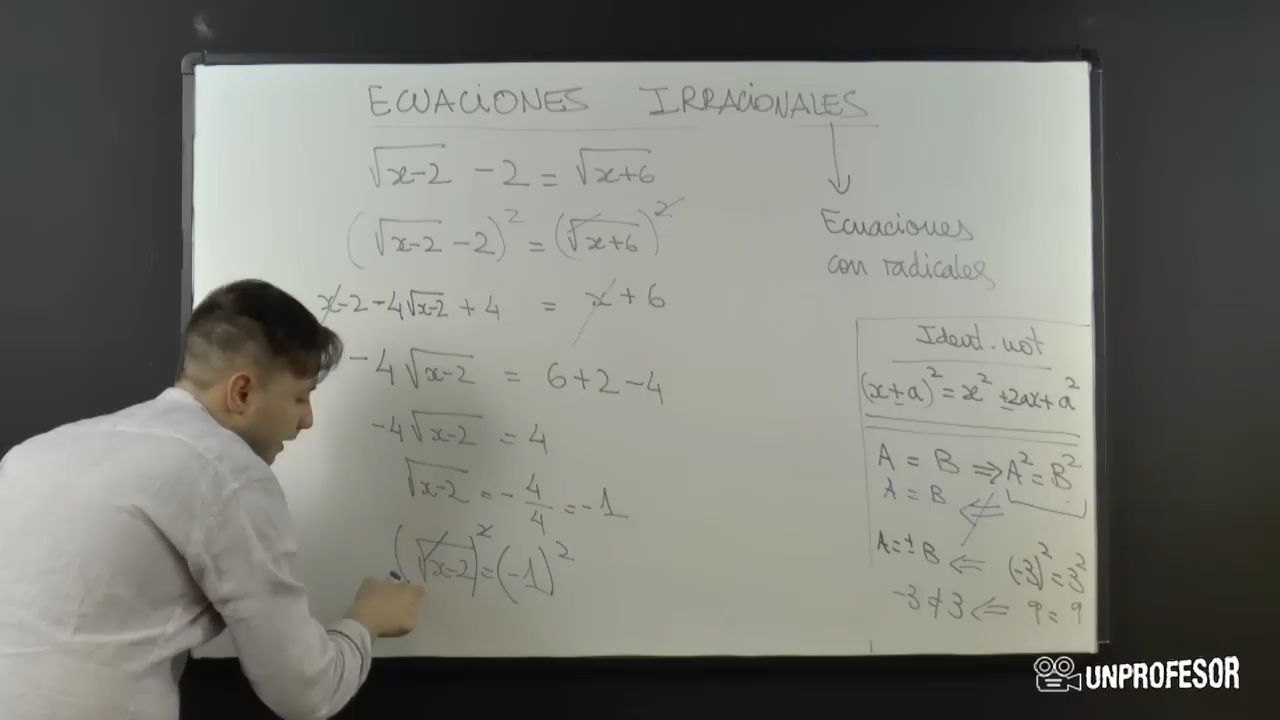 ECUACIONES IRRACIONALES
√x-2 - 2 = √x+6
(√x-2 - 2)² = (√x+6)²
x-2-4√x-2 + 4 = x+6
-4√x-2 = 6+2-4
-4√x-2 = 4
√x-2 = -4/4 = -1
(√x-2)² = (-1)²
Ecuaciones
con radicales
Ident. not
(x±a)² = x² ±2ax+a²
A = B ⇒ A² = B²
A = B ⇐
A=± B ⇐ (-3)² = 3²
-3≠3 ⇐ 9 = 9
UNPROFESOR